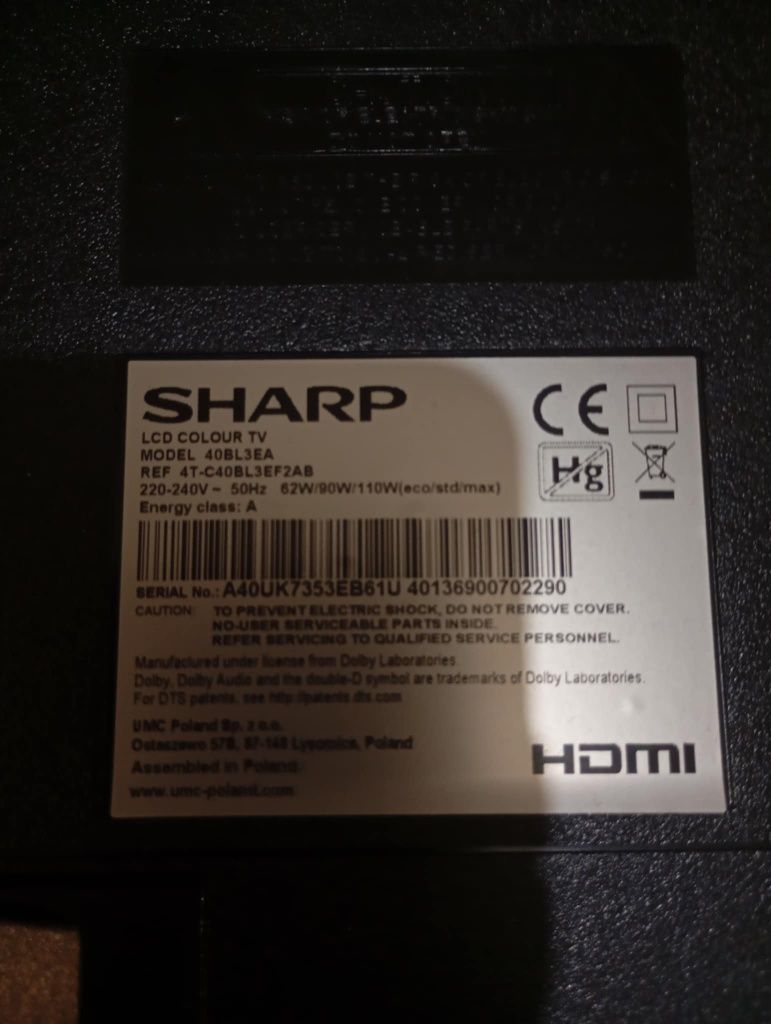 SHARP
LCD COLOUR TV
MODEL 40BL3EA
REF 4T-C40BL3EF2AB
220-240V ~ 50Hz 62W/90W/110W(eco/std/max)
Energy class: A
Hg
SERIAL No.: A40UK7353EB61U 40136900702290
CAUTION: TO PREVENT ELECTRIC SHOCK, DO NOT REMOVE COVER.
NO-USER SERVICEABLE PARTS INSIDE.
REFER SERVICING TO QUALIFIED SERVICE PERSONNEL.
Manufactured under license from Dolby Laboratories.
Dolby, Dolby Audio and the double-D symbol are trademarks of Dolby Laboratories.
For DTS patents, see http://patents.dts.com
UMC Poland Sp. z o.o.
Ostaszewo 57B, 87-148 Lysomice, Poland
Assembled in Poland
www.umc-poland.com
HDMI